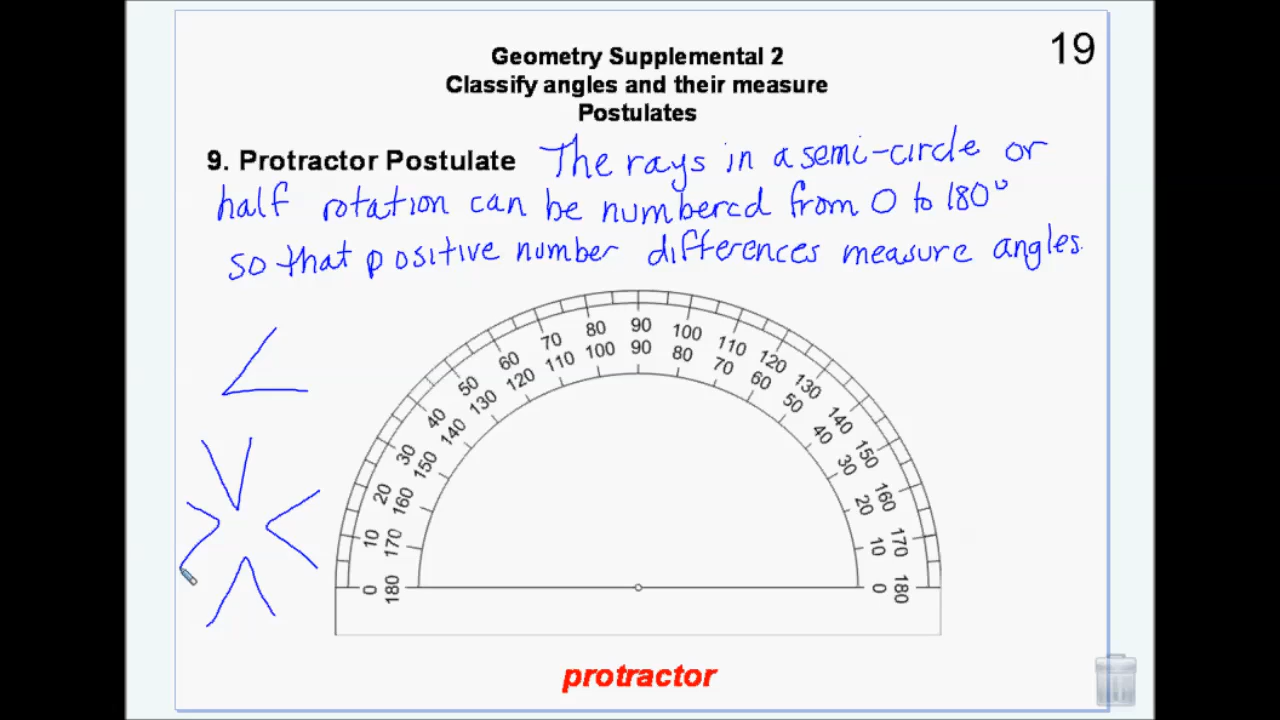 19
Geometry Supplemental 2
Classify angles and their measure
Postulates
9. Protractor Postulate The rays in a semi-circle or
half rotation can be numbered from 0 to 180°
so that positive number differences measure angles.
0 10 20 30 40 50 60 70 80 90 100 110 120 130 140 150 160 170 180
180 170 160 150 140 130 120 110 100 90 80 70 60 50 40 30 20 10 0
protractor